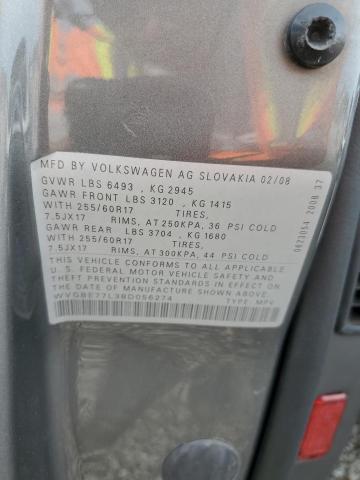 MFD BY VOLKSWAGEN AG SLOVAKIA 02/08
GVWR LBS 6493 , KG 2945
GAWR FRONT LBS 3120 , KG 1415
WITH 255/60R17 TIRES,
7.5JX17 RIMS, AT 250KPA, 36 PSI COLD
GAWR REAR LBS 3704 , KG 1680
WITH 255/60R17 TIRES,
7.5JX17 RIMS, AT 300KPA, 44 PSI COLD
THIS VEHICLE CONFORMS TO ALL APPLICABLE
U.S. FEDERAL MOTOR VEHICLE SAFETY AND
THEFT PREVENTION STANDARDS IN EFFECT ON THE
DATE OF MANUFACTURE SHOWN ABOVE
WVGBE77L38D056274 TYPE: MPV
0623054 2008 37